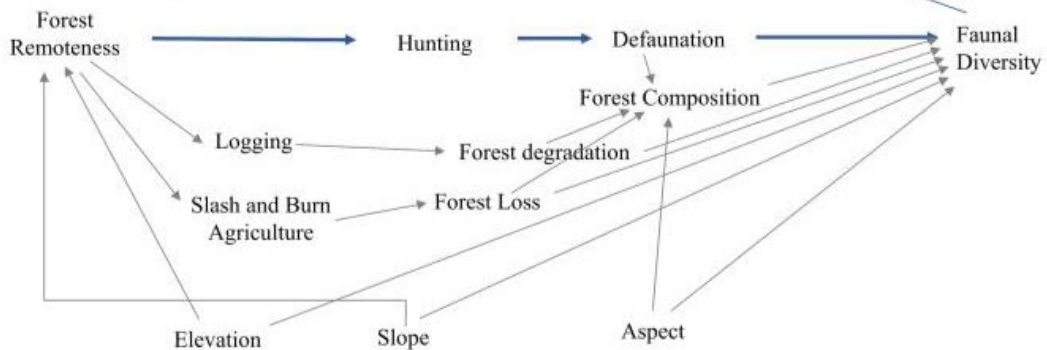 Forest
Remoteness
Hunting
Defaunation
Faunal
Diversity
Forest Composition
Logging
Forest degradation
Slash and Burn
Agriculture
Forest Loss
Elevation
Slope
Aspect